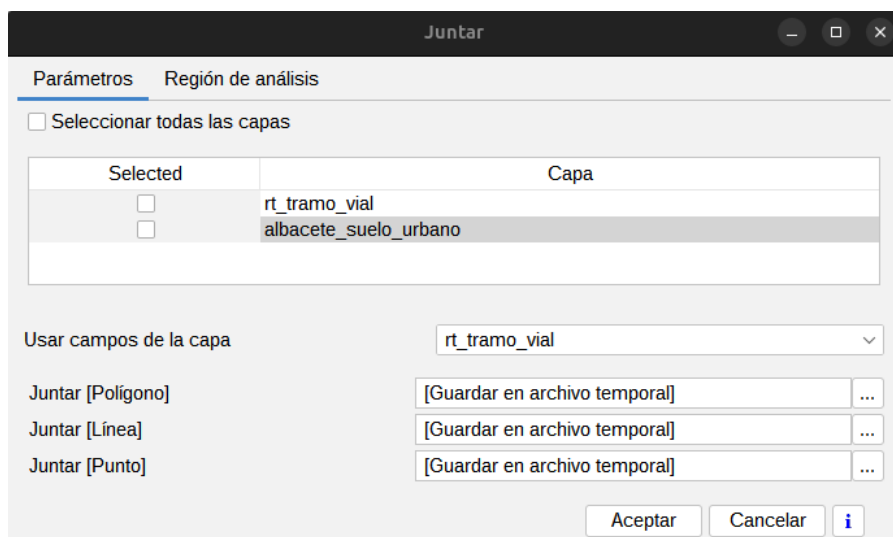 Juntar
Parámetros Región de análisis
Seleccionar todas las capas
Selected Capa
rt_tramo_vial
albacete_suelo_urbano
Usar campos de la capa rt_tramo_vial
Juntar [Polígono] [Guardar en archivo temporal] ...
Juntar [Línea] [Guardar en archivo temporal] ...
Juntar [Punto] [Guardar en archivo temporal] ...
Aceptar Cancelar i